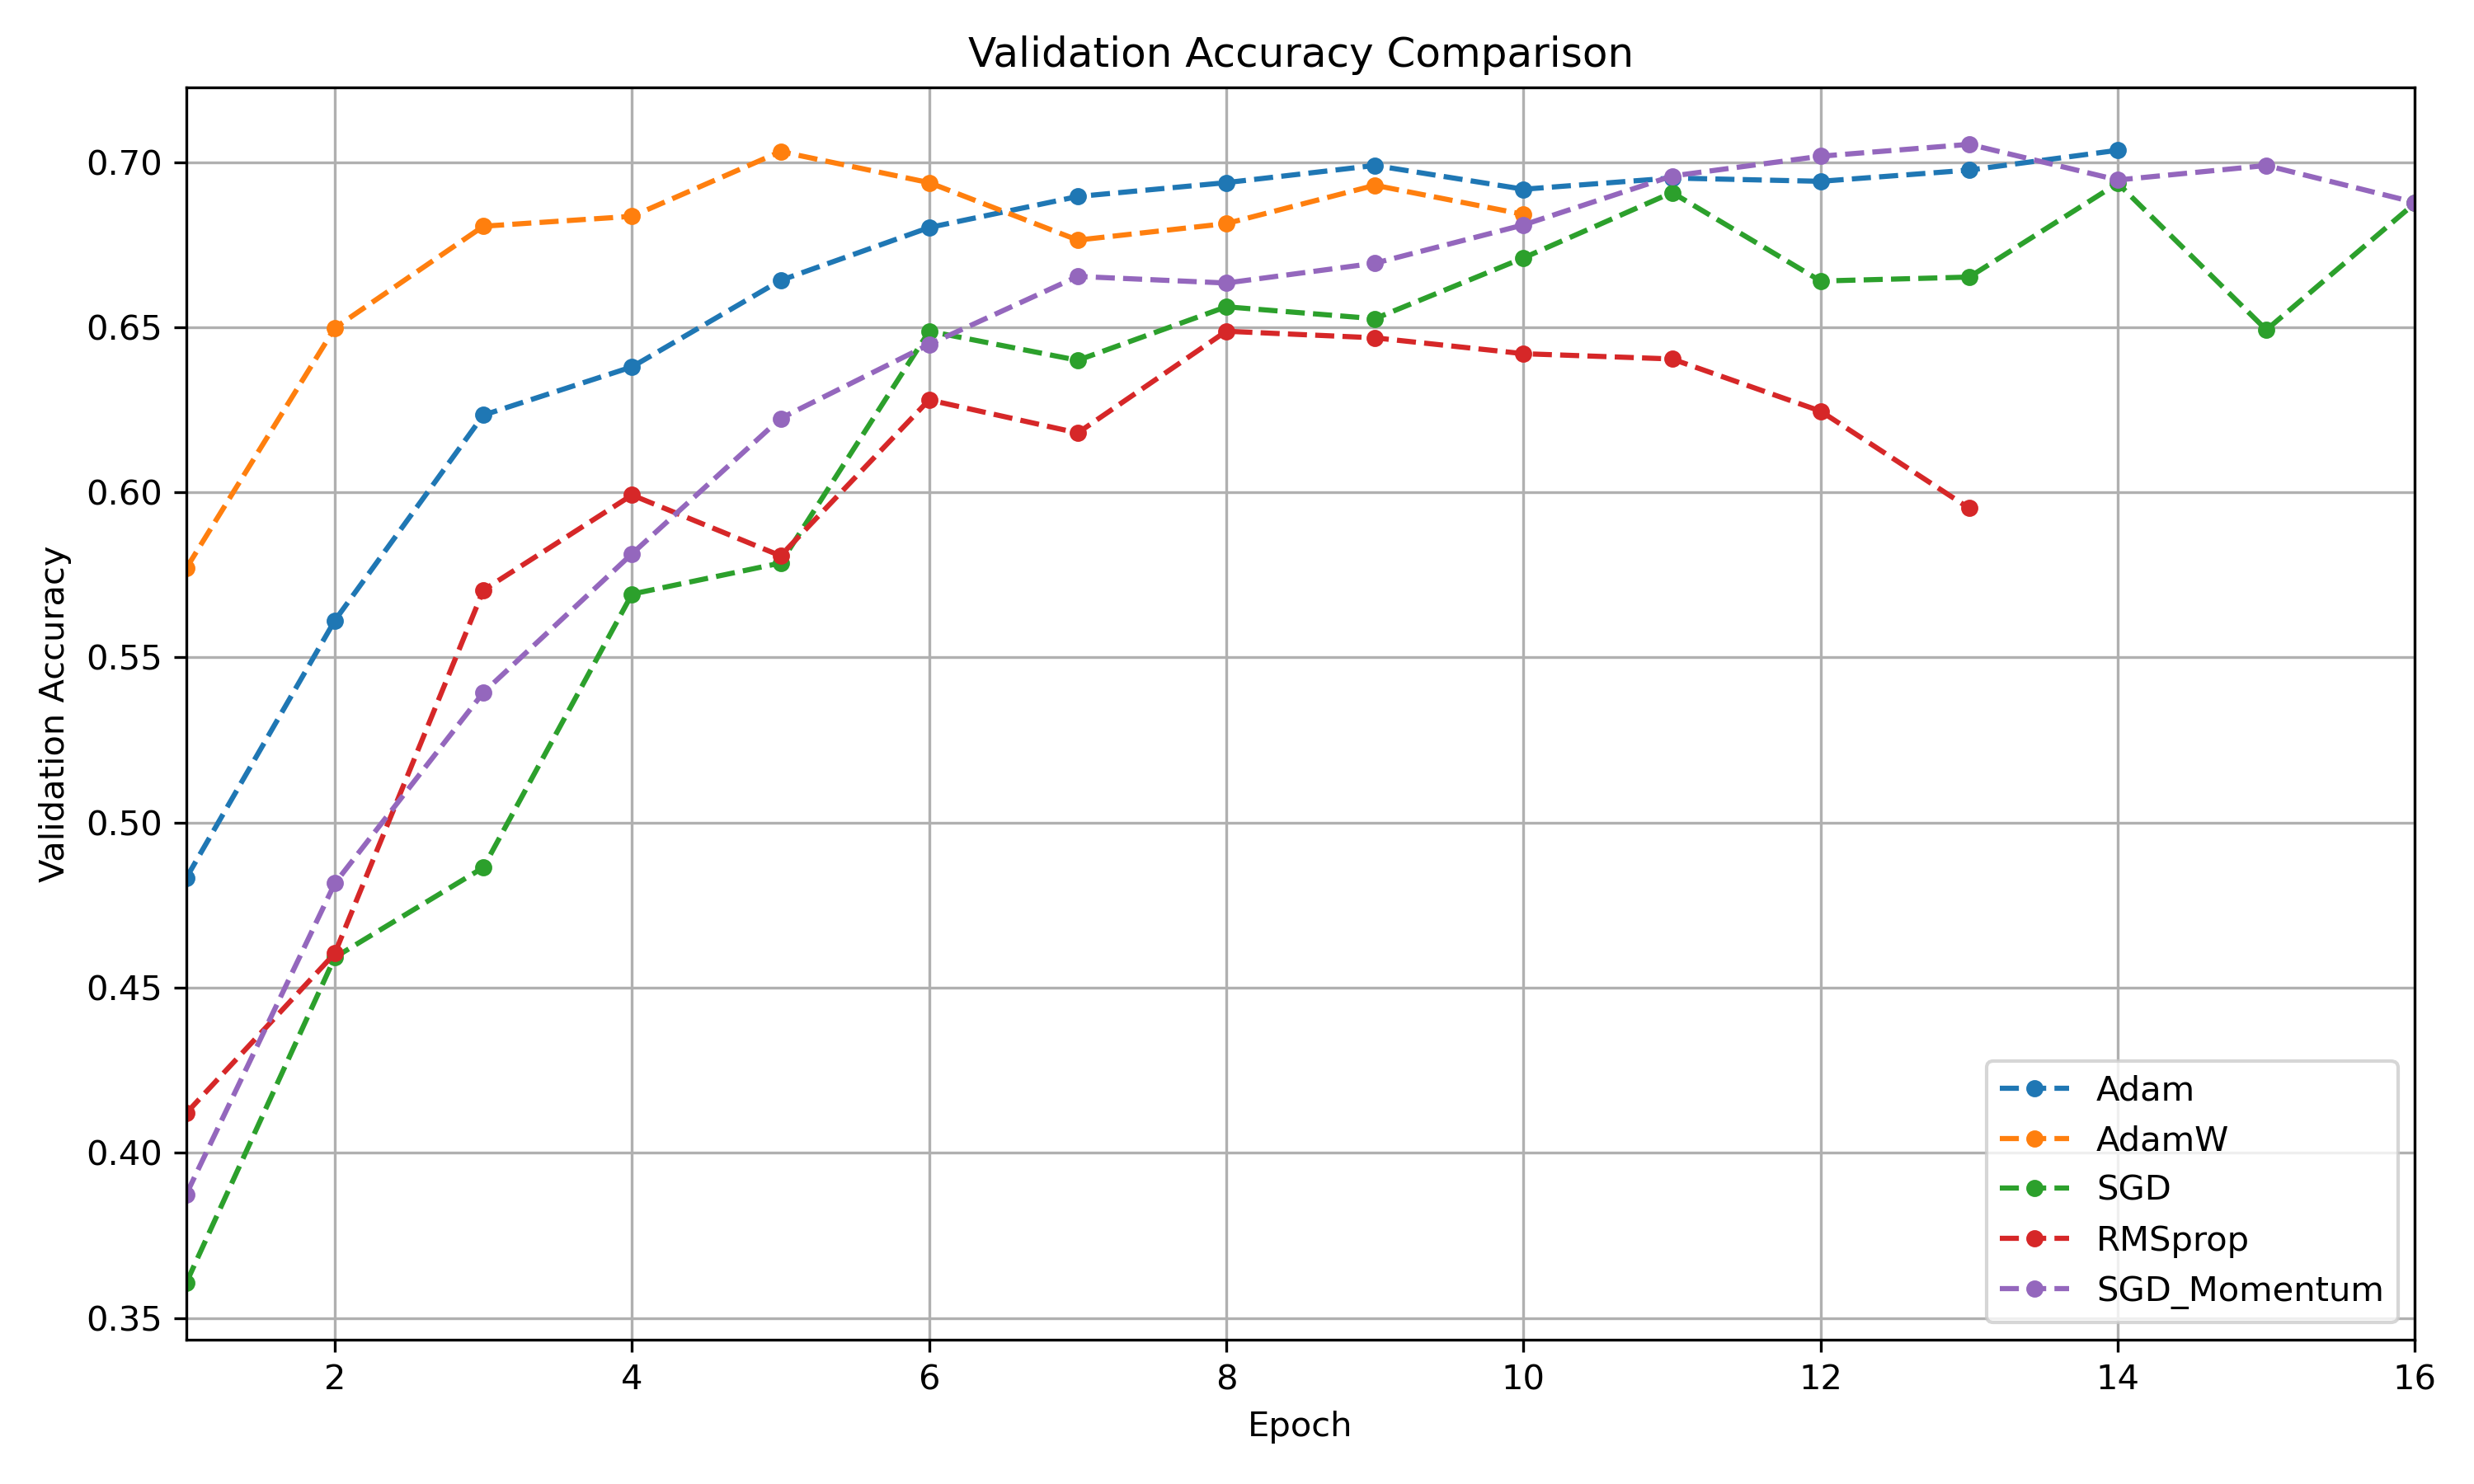 Validation Accuracy Comparison
Validation Accuracy
0.70
0.65
0.60
0.55
0.50
0.45
0.40
0.35
2 4 6 8 10 12 14 16
Epoch
Adam
AdamW
SGD
RMSprop
SGD_Momentum